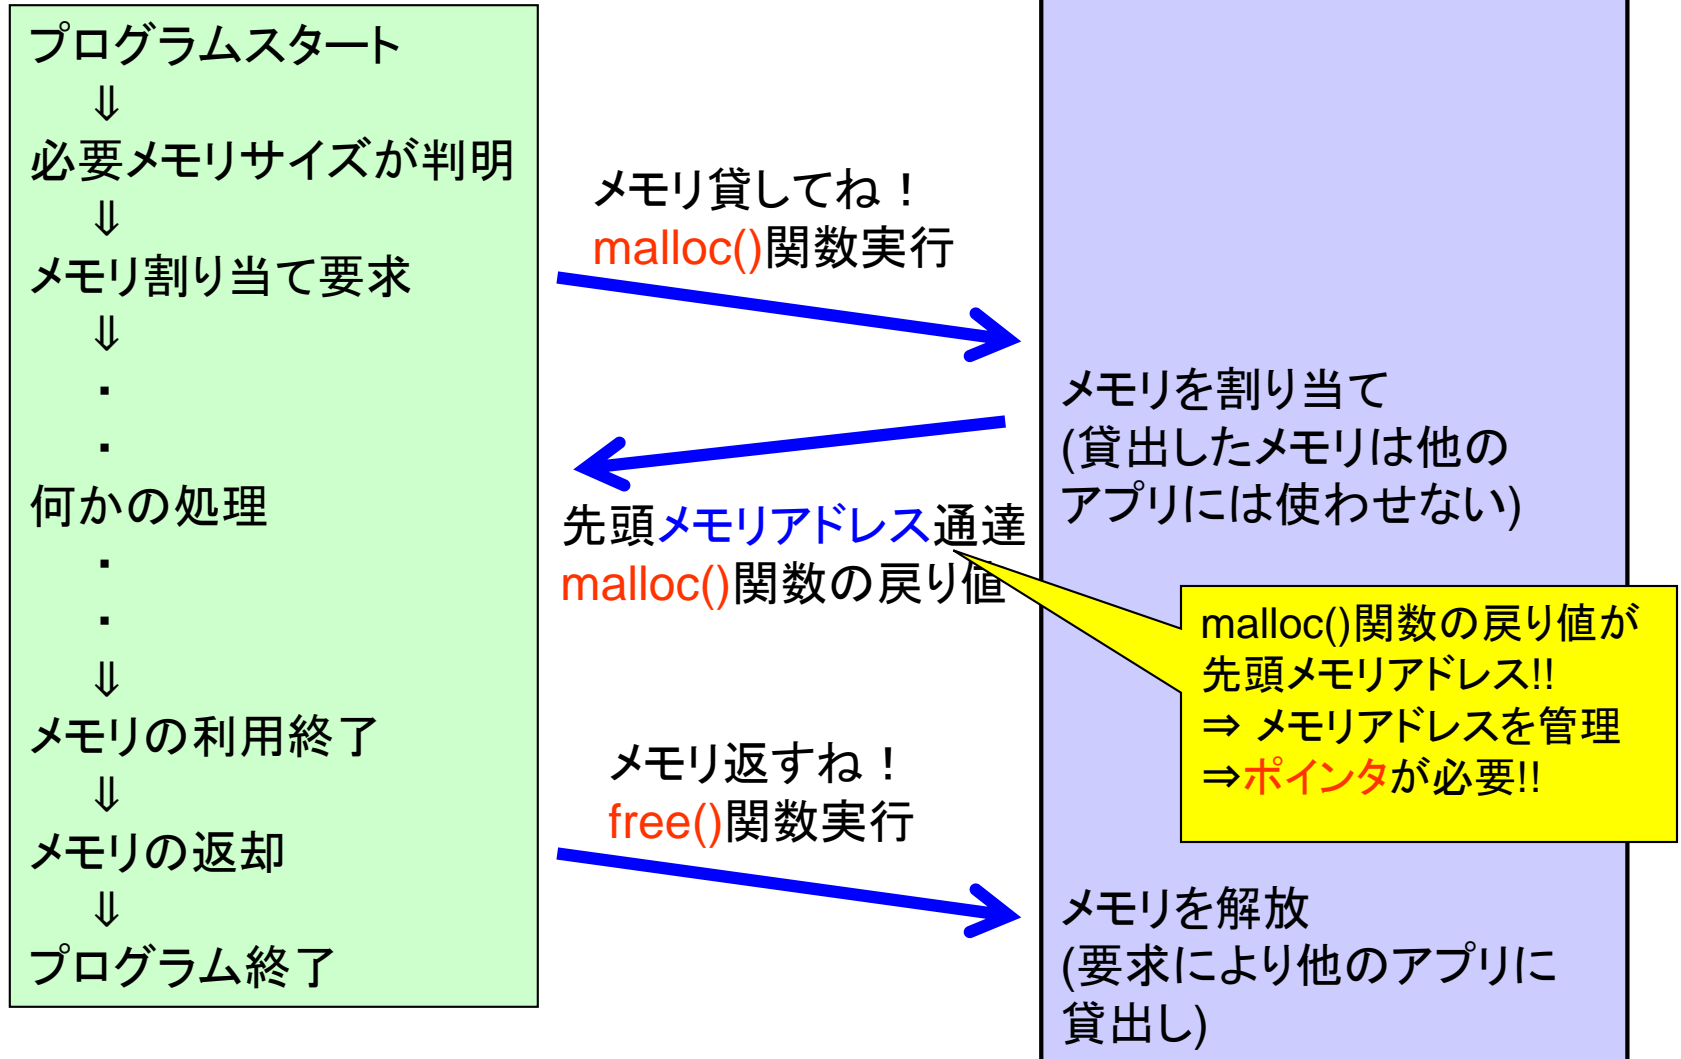 プログラムスタート
⇓
必要メモリサイズが判明
⇓
メモリ割り当て要求
⇓
・
・
何かの処理
・
・
⇓
メモリの利用終了
⇓
メモリの返却
⇓
プログラム終了
メモリ貸してね！
malloc()関数実行
先頭メモリアドレス通達
malloc()関数の戻り値
メモリ返すね！
free()関数実行
メモリを割り当て
(貸出したメモリは他の
アプリには使わせない)
malloc()関数の戻り値が
先頭メモリアドレス!!
⇒ メモリアドレスを管理
⇒ポインタが必要!!
メモリを解放
(要求により他のアプリに
貸出し)